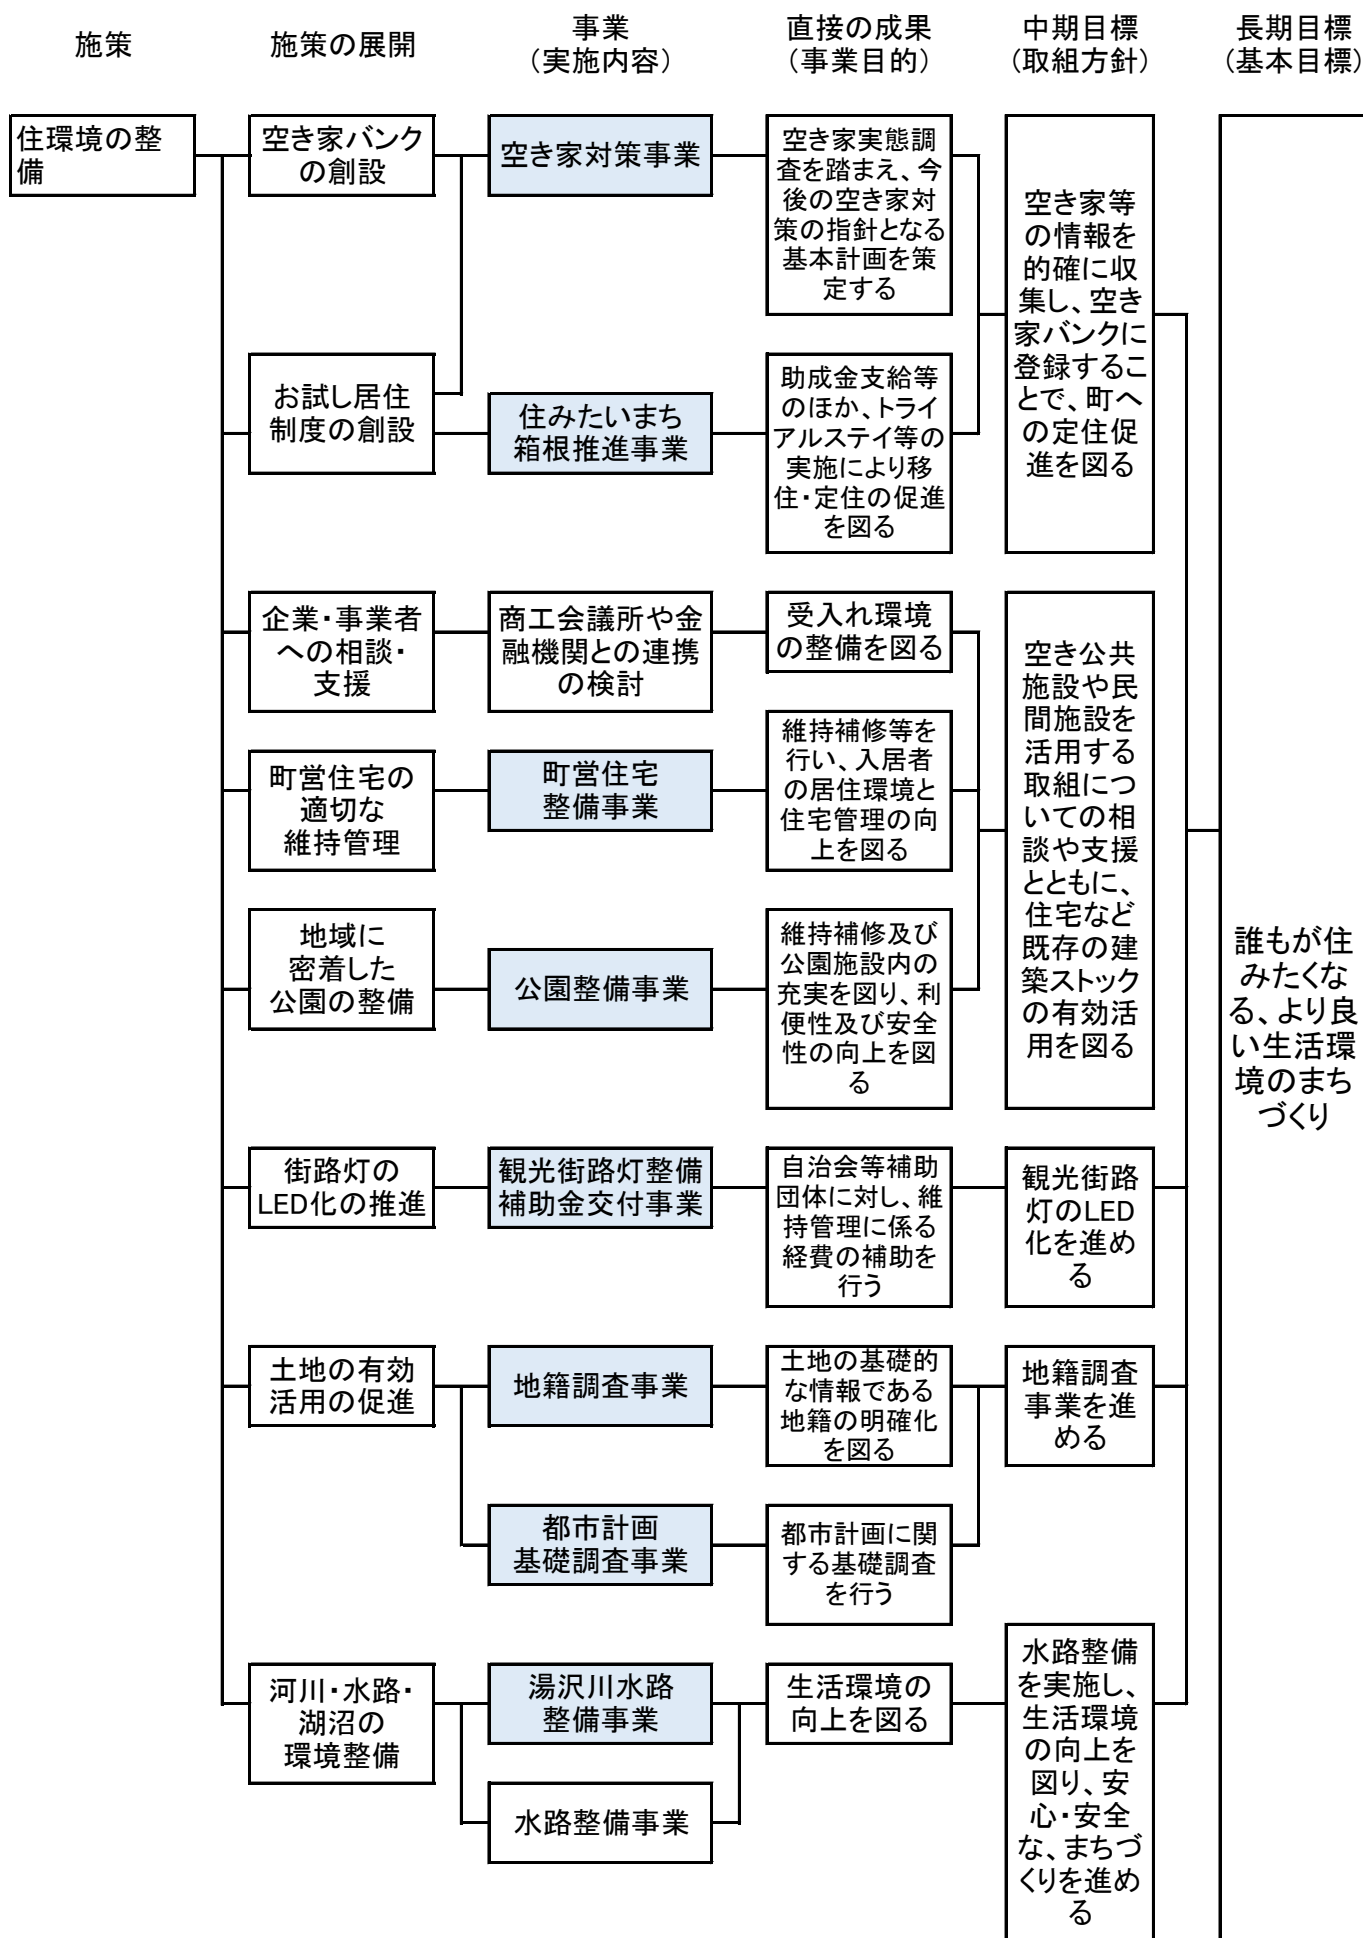 施策
施策の展開
事業
（実施内容）
直接の成果
（事業目的）
中期目標
（取組方針）
長期目標
（基本目標）
住環境の整
備
空き家バンク
の創設
空き家対策事業
空き家実態調
査を踏まえ、今
後の空き家対
策の指針となる
基本計画を策
定する
空き家等
の情報を
的確に収
集し、空き
家バンクに
登録するこ
とで、町へ
の定住促
進を図る
お試し居住
制度の創設
住みたいまち
箱根推進事業
助成金支給等
のほか、トライ
アルステイ等の
実施により移
住・定住の促進
を図る
企業・事業者
への相談・
支援
商工会議所や金
融機関との連携
の検討
受入れ環境
の整備を図る
空き公共
施設や民
間施設を
活用する
取組につ
いての相
談や支援
とともに、
住宅など
既存の建
築ストック
の有効活
用を図る
町営住宅の
適切な
維持管理
町営住宅
整備事業
維持補修等を
行い、入居者
の居住環境と
住宅管理の向
上を図る
地域に
密着した
公園の整備
公園整備事業
維持補修及び
公園施設内の
充実を図り、利
便性及び安全
性の向上を図
る
誰もが住
みたくな
る、より良
い生活環
境のまち
づくり
街路灯の
LED化の推進
観光街路灯整備
補助金交付事業
自治会等補助
団体に対し、維
持管理に係る
経費の補助を
行う
観光街路
灯のLED
化を進め
る
土地の有効
活用の促進
地籍調査事業
土地の基礎的
な情報である
地籍の明確化
を図る
地籍調査
事業を進
める
都市計画
基礎調査事業
都市計画に関
する基礎調査
を行う
河川・水路・
湖沼の
環境整備
湯沢川水路
整備事業
生活環境の
向上を図る
水路整備
を実施し、
生活環境
の向上を
図り、安
心・安全
な、まちづ
くりを進め
る
水路整備事業